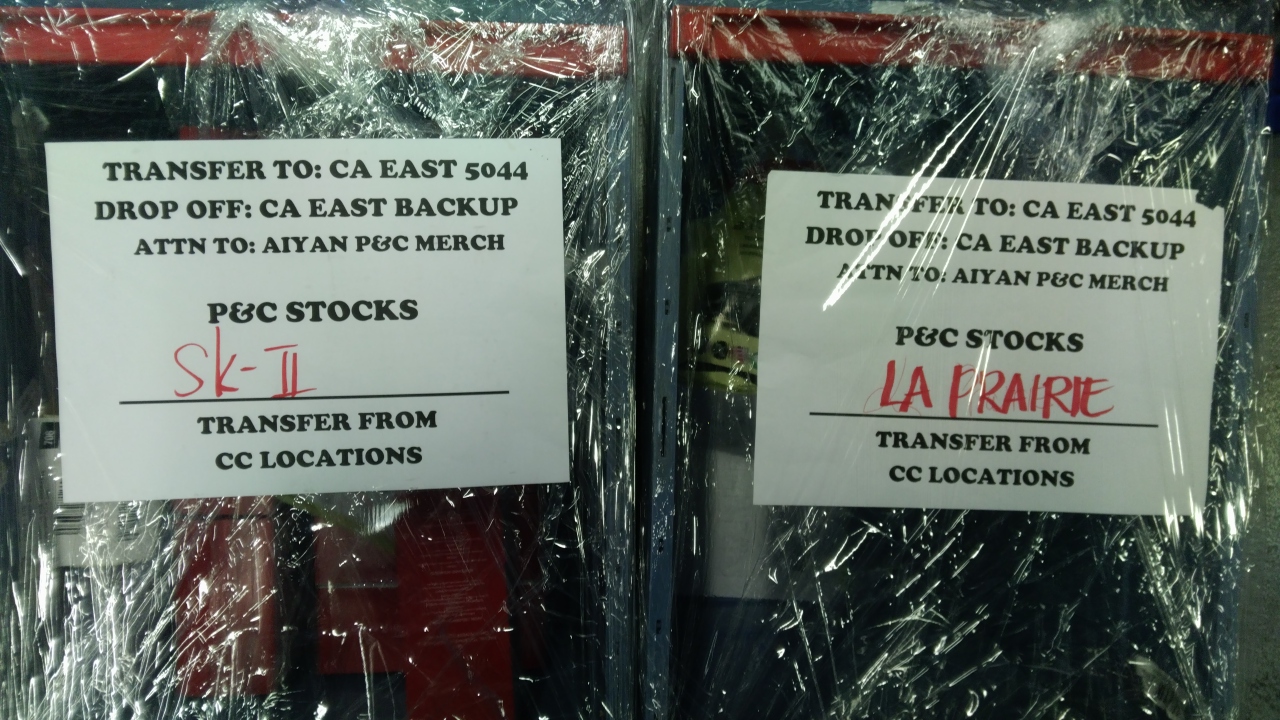 TRANSFER TO: CA EAST 5044
DROP OFF: CA EAST BACKUP
ATTN TO: AIYAN P&C MERCH
P&C STOCKS
SK-II
TRANSFER FROM
CC LOCATIONS
TRANSFER TO: CA EAST 5044
DROP OFF: CA EAST BACKUP
ATTN TO: AIYAN P&C MERCH
P&C STOCKS
LA PRAIRIE
TRANSFER FROM
CC LOCATIONS